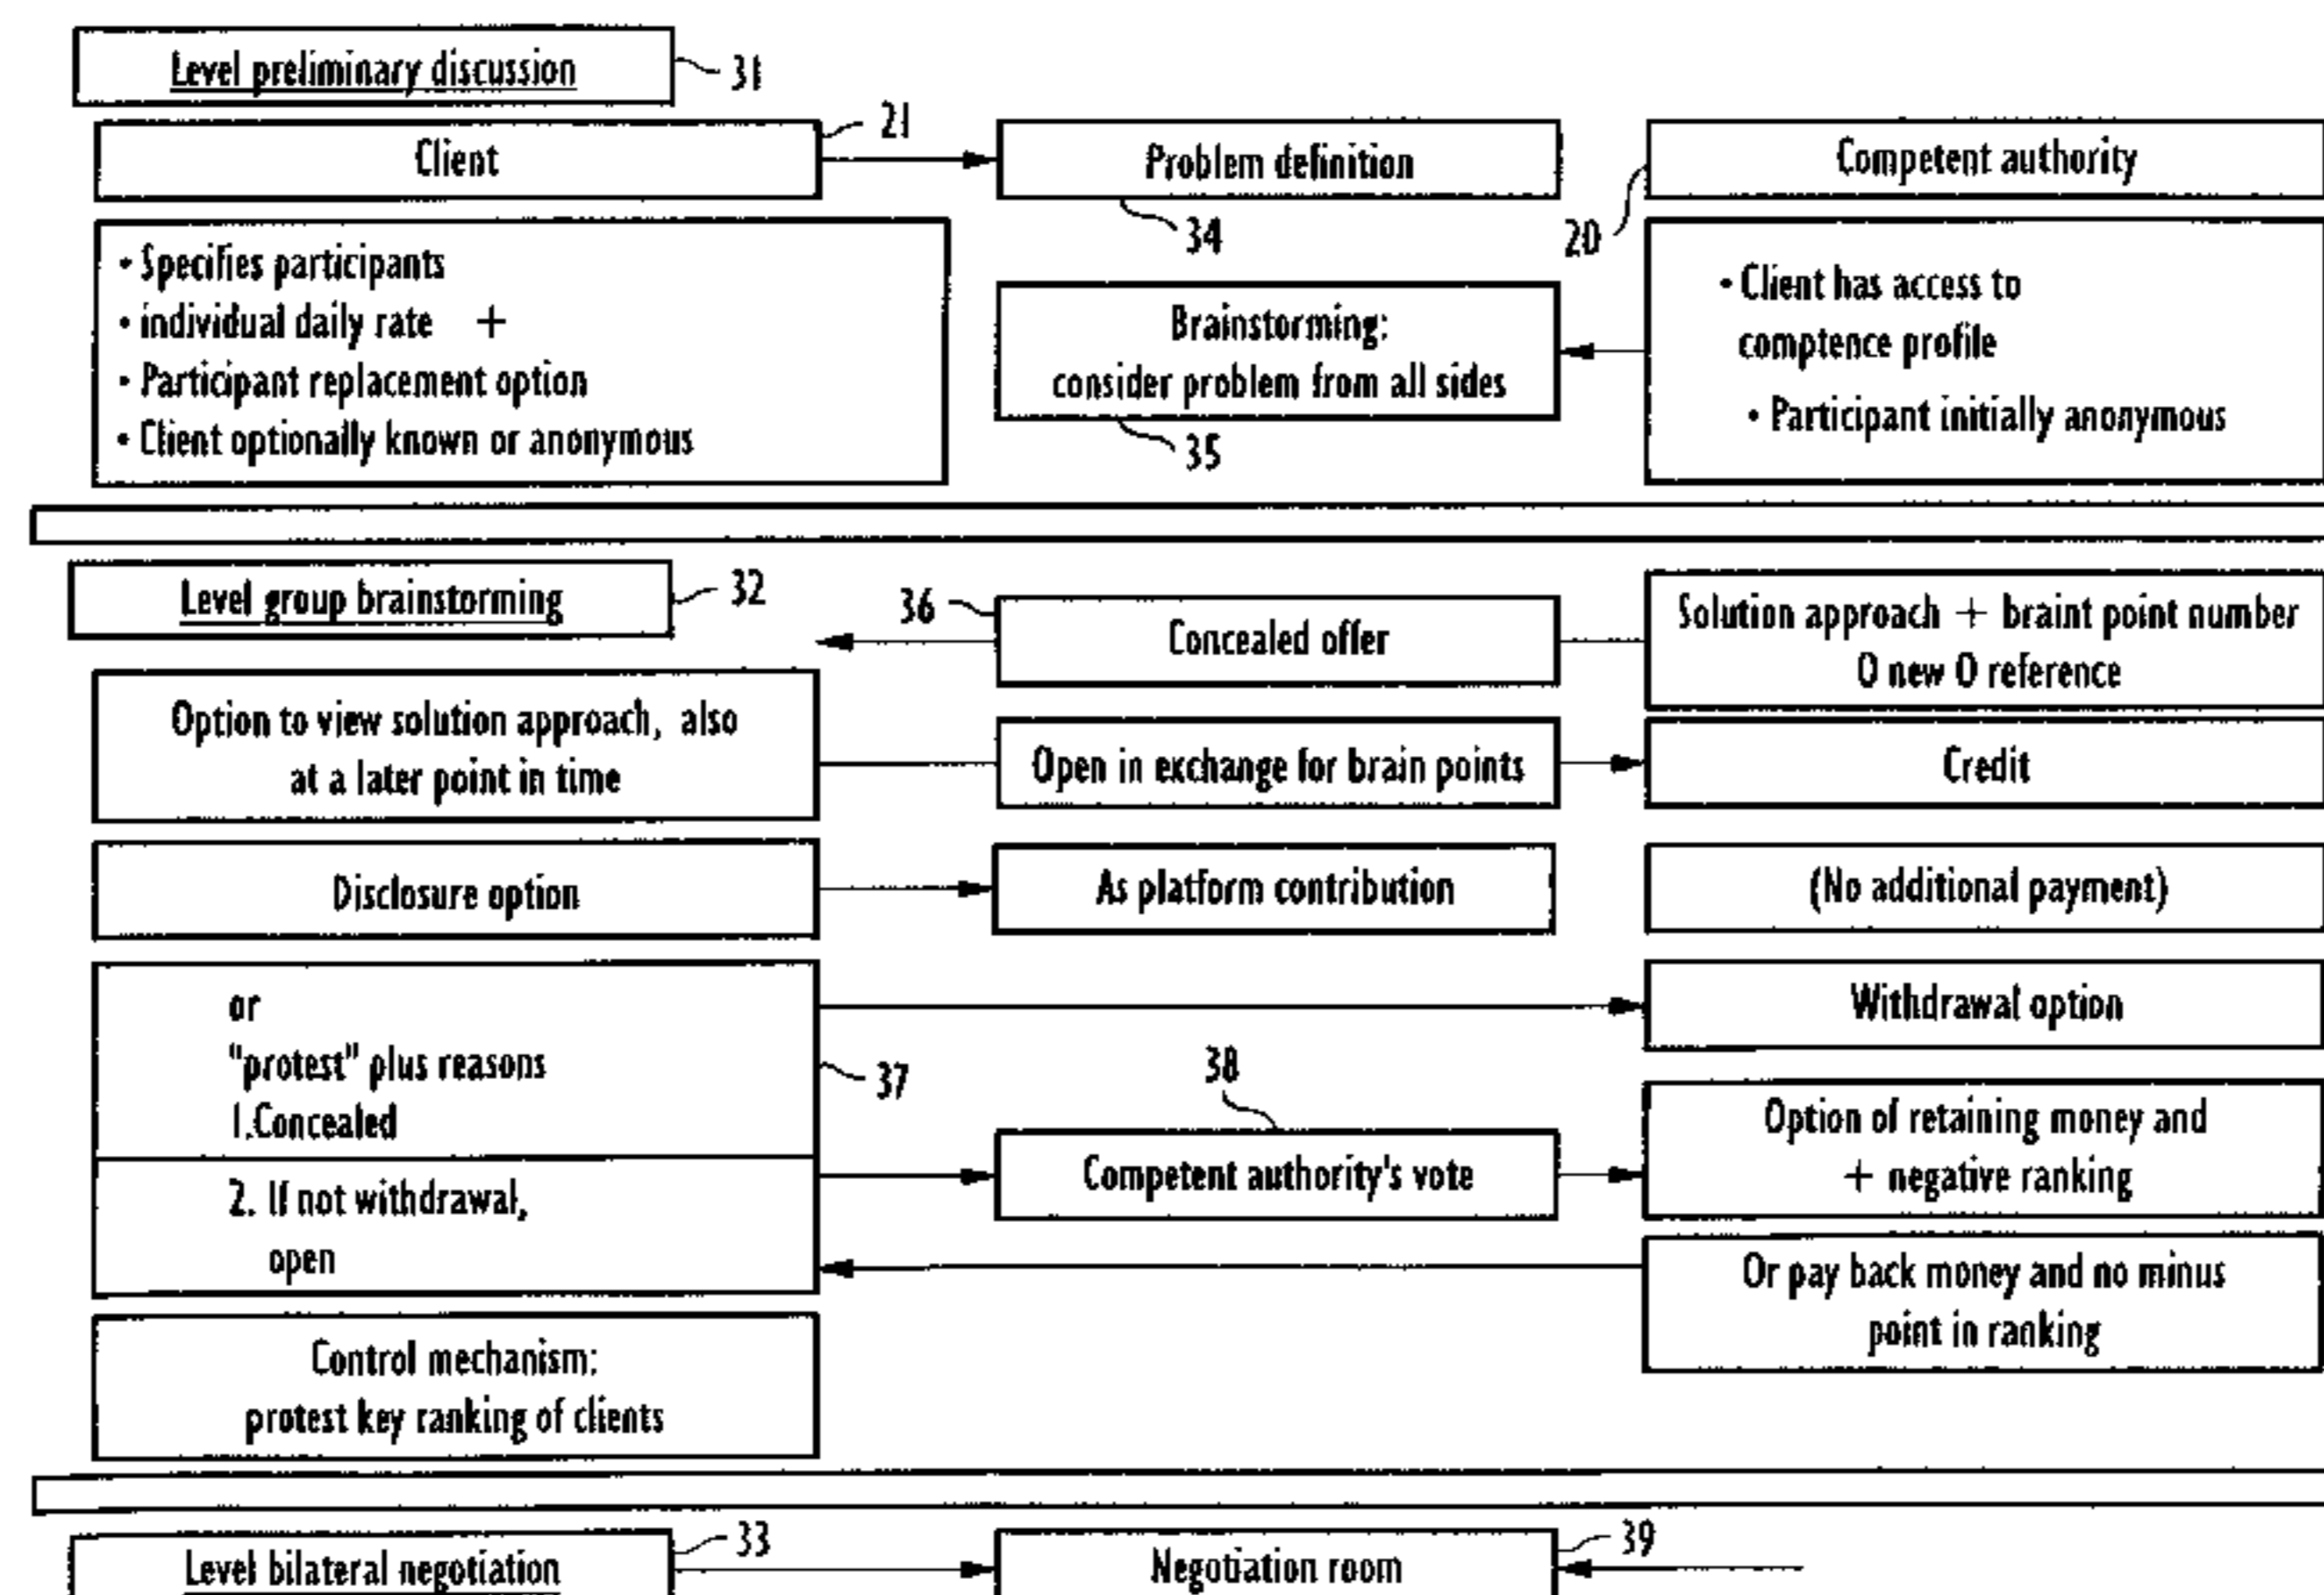 Level preliminary discussion
31
Client
21
Problem definition
34
Competent authority
20
• Specifies participants
• individual daily rate +
• Participant replacement option
• Client optionally known or anonymous
Brainstorming:
consider problem from all sides
35
• Client has access to
comptence profile
• Participant initially anonymous
Level group brainstorming
32
36
Concealed offer
Solution approach + braint point number
O new O reference
Option to view solution approach, also
at a later point in time
Open in exchange for brain points
Credit
Disclosure option
As platform contribution
(No additional payment)
or
"protest" plus reasons
1.Concealed
37
Withdrawal option
2. If not withdrawal,
open
38
Competent authority's vote
Option of retaining money and
+ negative ranking
Or pay back money and no minus
point in ranking
Control mechanism:
protest key ranking of clients
Level bilateral negotiation
33
Negotiation room
39